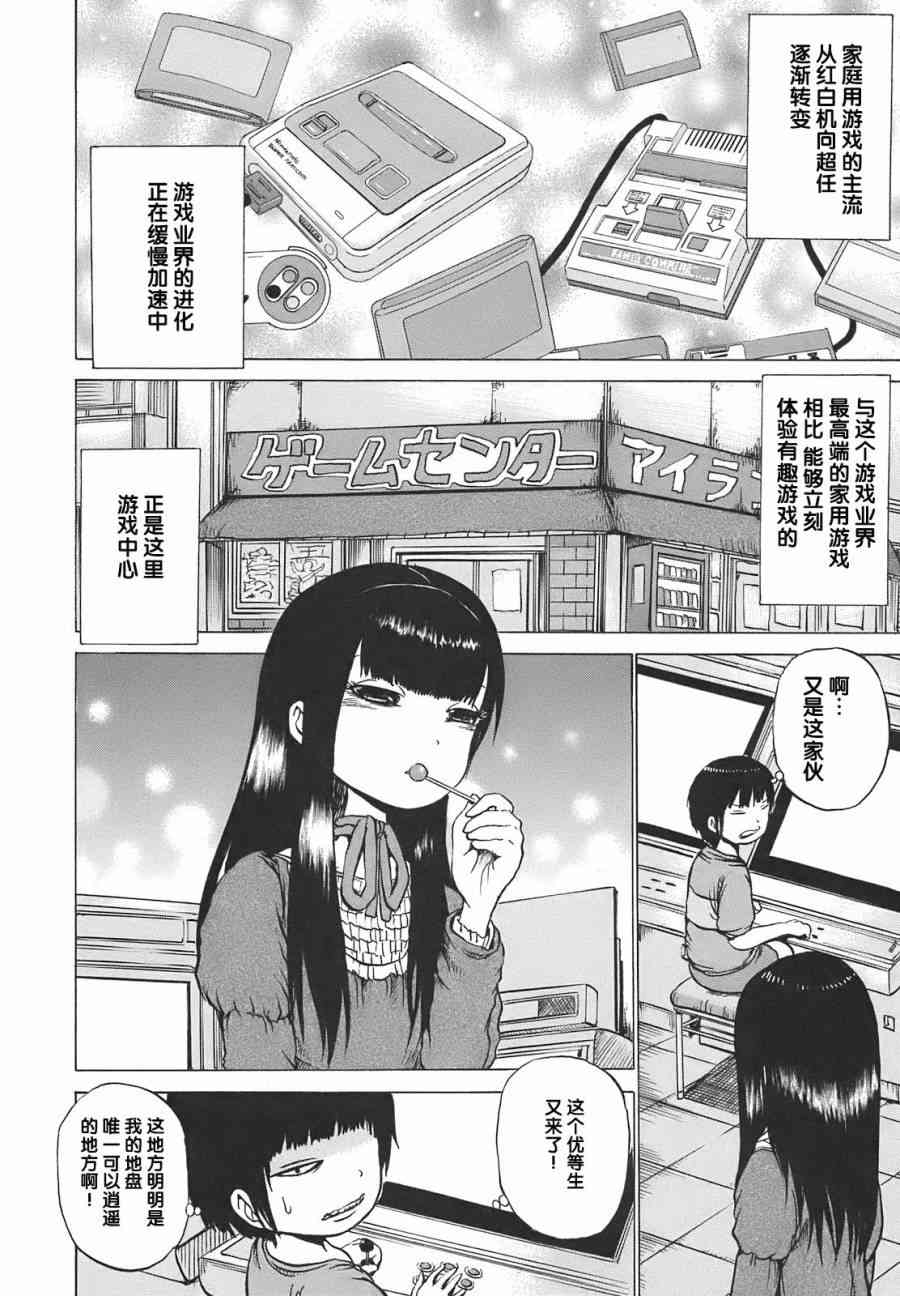 家庭用游戏的主流
从红白机向超任
逐渐转变
游戏业界的进化
正在缓慢加速中
Nintendo
SUPER FAMICOM
FAMILY COMPUTER
与这个游戏业界
最高端的家用游戏
相比 能够立刻
体验有趣游戏的
ゲームセンター
マイラン
正是这里
游戏中心
啊…
又是这家伙
这个优等生
又来了！
这地方明明是
我的地盘
唯一可以逍遥
的地方啊！